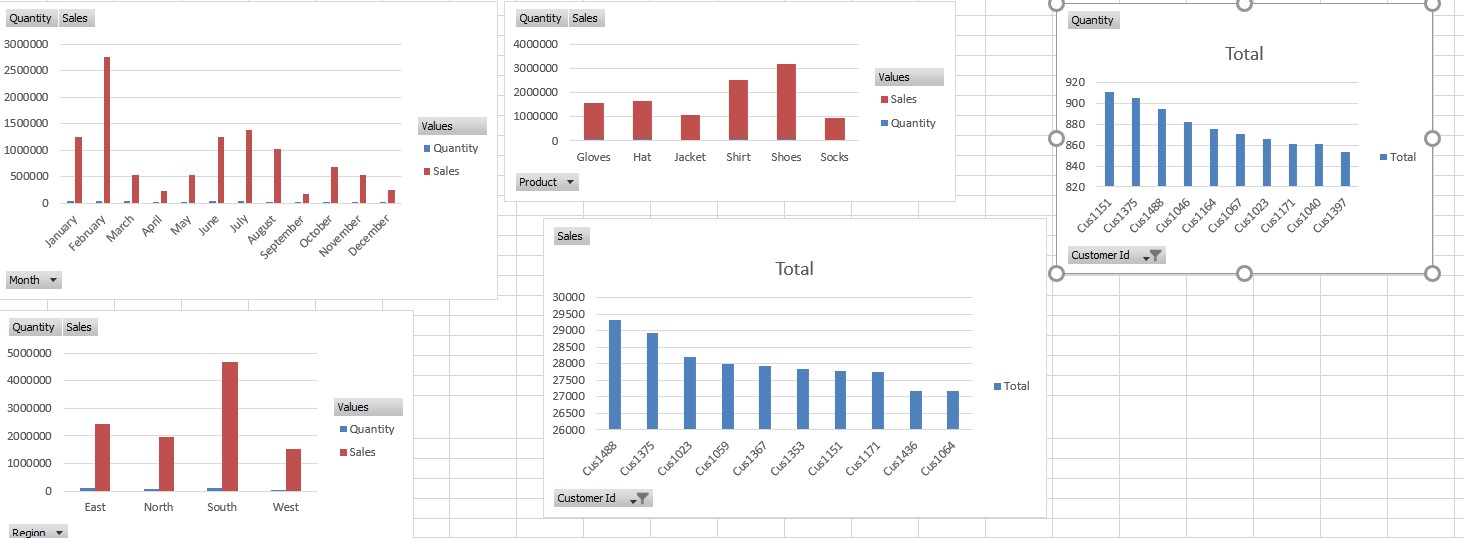 Quantity Sales
3000000
2500000
2000000
1500000
1000000
500000
0
January February March April May June July August September October November December
Values
Quantity
Sales
Month
Quantity Sales
4000000
3000000
2000000
1000000
0
Gloves Hat Jacket Shirt Shoes Socks
Values
Sales
Quantity
Product
Quantity
Total
920
900
880
860
840
820
Cus1151 Cus1375 Cus1488 Cus1046 Cus1164 Cus1067 Cus1023 Cus1171 Cus1040 Cus1397
Total
Customer Id
Quantity Sales
5000000
4000000
3000000
2000000
1000000
0
East North South West
Values
Quantity
Sales
Region
Sales
Total
30000
29500
29000
28500
28000
27500
27000
26500
26000
Cus1488 Cus1375 Cus1023 Cus1059 Cus1367 Cus1353 Cus1151 Cus1171 Cus1436 Cus1064
Total
Customer Id